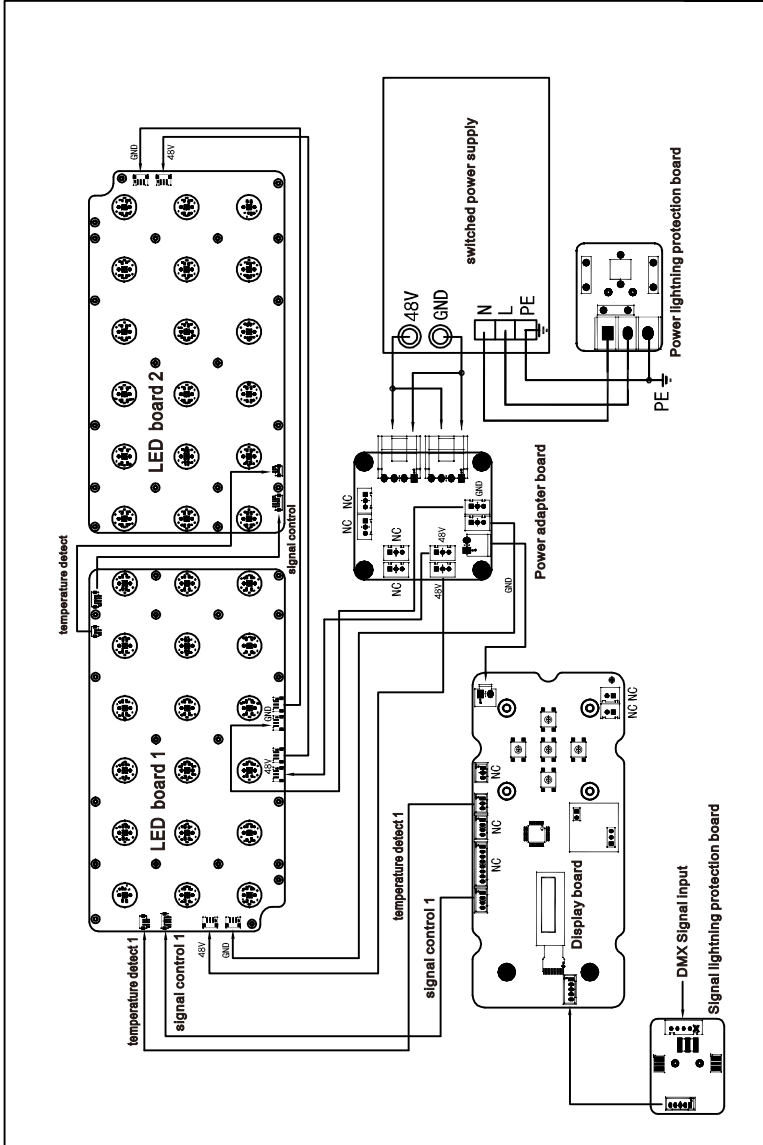 GND
48V
LED board 2
temperature detect
signal control
switched power supply
48V
GND
N
L
PE
Power lightning protection board
PE
NC
NC
NC
NC
GND
48V
48V
Power adapter board
GND
LED board 1
GND
48V
temperature detect 1
signal control 1
48V
GND
temperature detect 1
signal control 1
NC
NC
NC
NC
NC
Display board
DMX Signal input
Signal lightning protection board